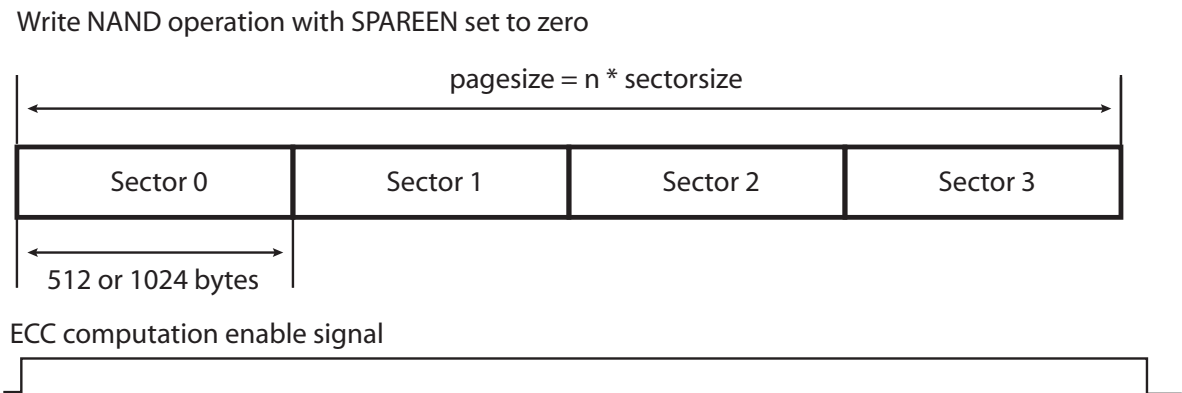 Write NAND operation with SPAREEN set to zero
pagesize = n * sectorsize
Sector 0 Sector 1 Sector 2 Sector 3
512 or 1024 bytes
ECC computation enable signal